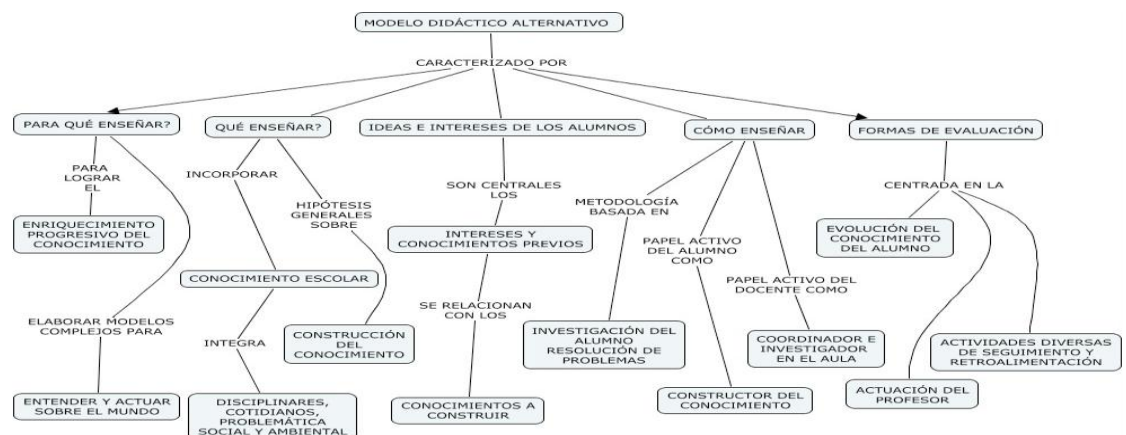 MODELO DIDÁCTICO ALTERNATIVO
CARACTERIZADO POR
PARA QUÉ ENSEÑAR?
QUÉ ENSEÑAR?
IDEAS E INTERESES DE LOS ALUMNOS
CÓMO ENSEÑAR
FORMAS DE EVALUACIÓN
PARA
LOGRAR
EL
ENRIQUECIMIENTO
PROGRESIVO DEL
CONOCIMIENTO
ELABORAR MODELOS
COMPLEJOS PARA
ENTENDER Y ACTUAR
SOBRE EL MUNDO
INCORPORAR
CONOCIMIENTO ESCOLAR
INTEGRA
DISCIPLINARES,
COTIDIANOS,
PROBLEMÁTICA
SOCIAL Y AMBIENTAL
HIPÓTESIS
GENERALES
SOBRE
CONSTRUCCIÓN
DEL
CONOCIMIENTO
SON CENTRALES
LOS
INTERESES Y
CONOCIMIENTOS PREVIOS
SE RELACIONAN
CON LOS
CONOCIMIENTOS A
CONSTRUIR
METODOLOGÍA
BASADA EN
INVESTIGACIÓN DEL
ALUMNO
RESOLUCIÓN DE
PROBLEMAS
PAPEL ACTIVO
DEL ALUMNO
COMO
CONSTRUCTOR DEL
CONOCIMIENTO
PAPEL ACTIVO DEL
DOCENTE COMO
COORDINADOR E
INVESTIGADOR
EN EL AULA
CENTRADA EN LA
EVOLUCIÓN DEL
CONOCIMIENTO
DEL ALUMNO
ACTUACIÓN DEL
PROFESOR
ACTIVIDADES DIVERSAS
DE SEGUIMIENTO Y
RETROALIMENTACIÓN